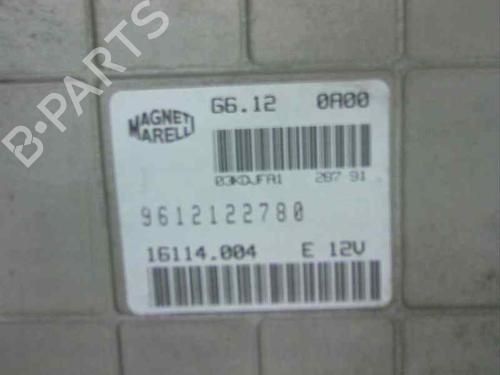 B-PARTS
MAGNETI MARELLI G6.12 0A00
03KDJFA1 287 91
9612122780
16114.004 E 12V